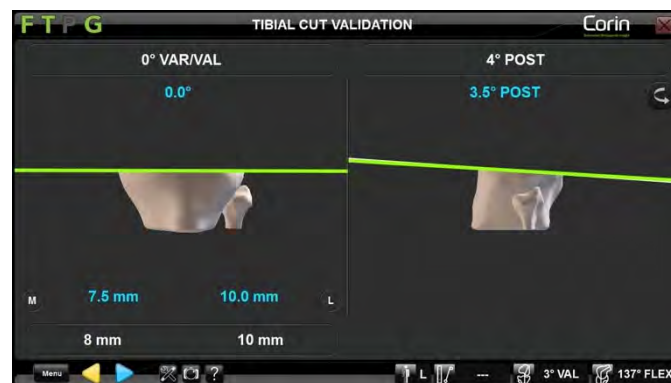 F T P G
TIBIAL CUT VALIDATION
Corin
0° VAR/VAL
4° POST
0.0°
3.5° POST
M
7.5 mm
10.0 mm
L
8 mm
10 mm
Menu
?
L
---
3° VAL
137° FLEX